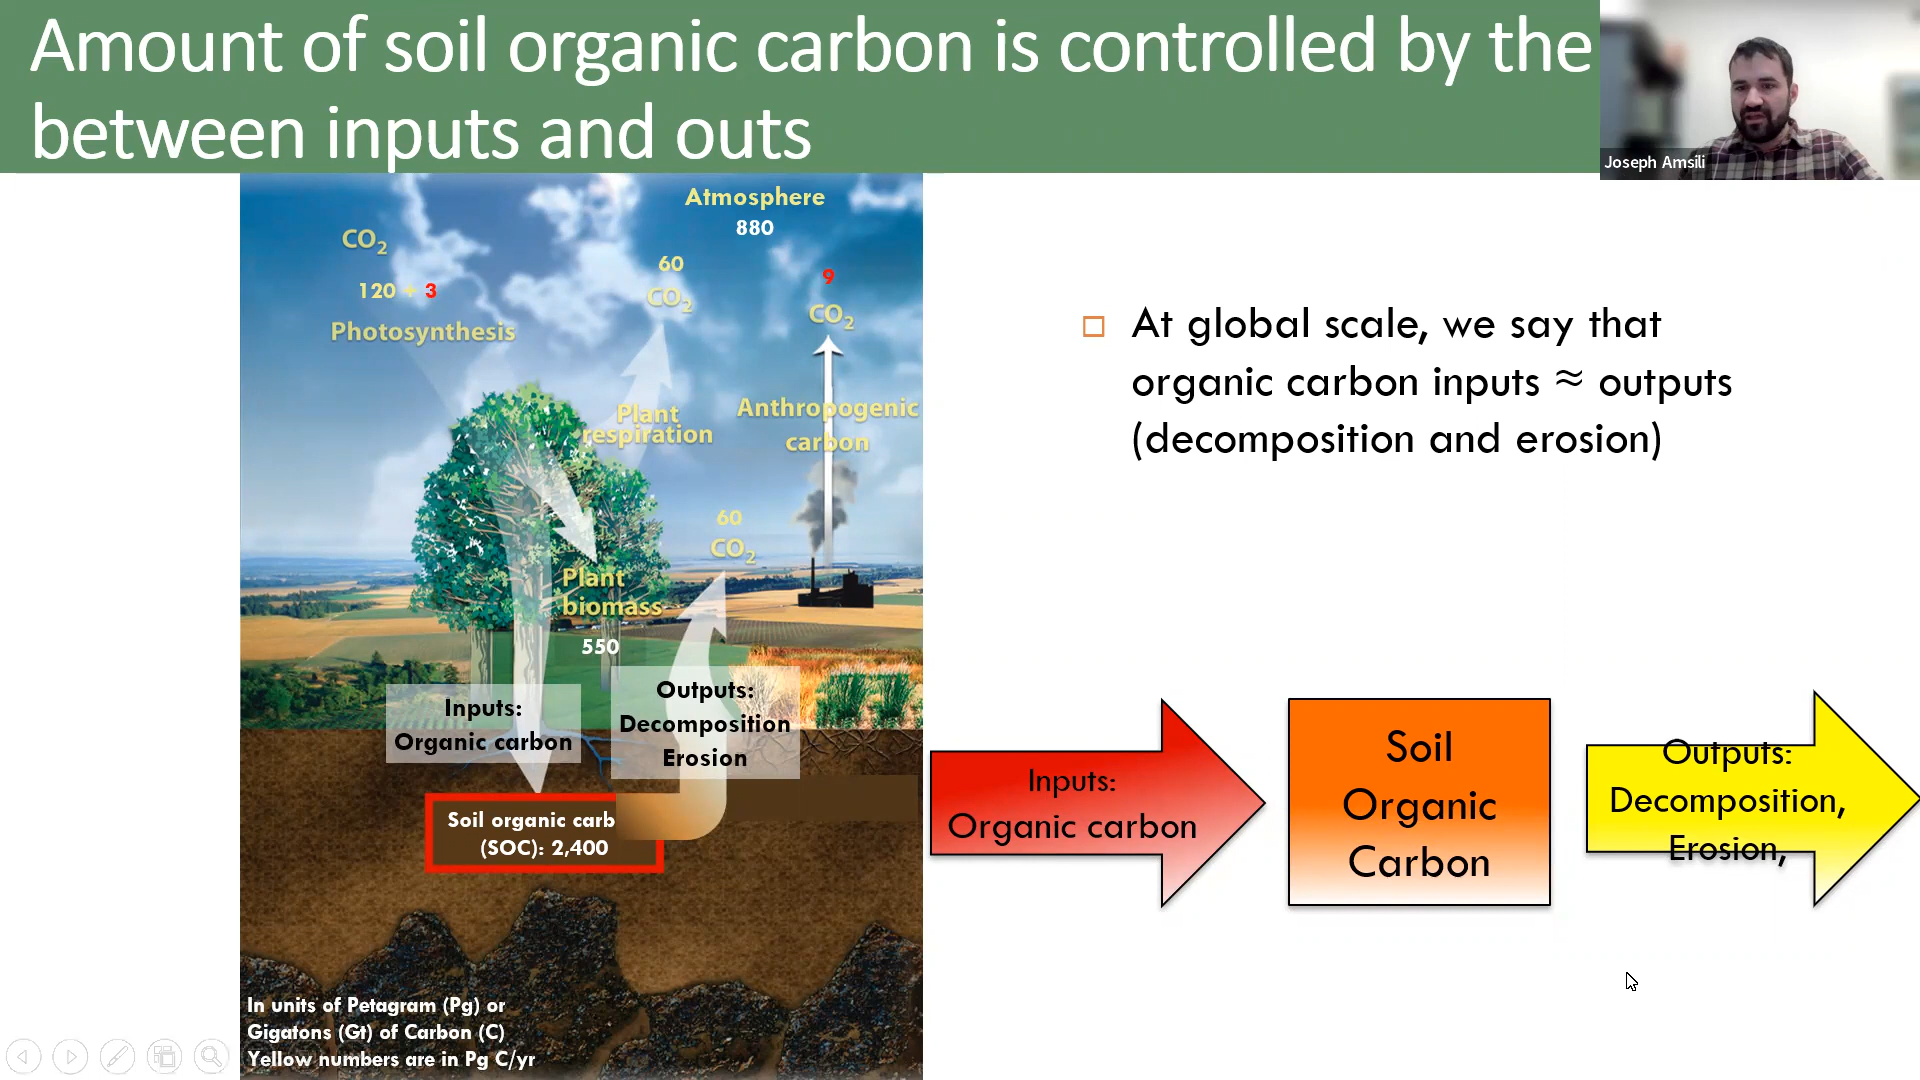 Amount of soil organic carbon is controlled by the
between inputs and outs
Joseph Amsili
Atmosphere
880
CO2
120 + 3
Photosynthesis
60
CO2
9
CO2
Plant
respiration
Anthropogenic
carbon
60
CO2
Plant
biomass
550
Inputs:
Organic carbon
Outputs:
Decomposition
Erosion
Soil organic carb
(SOC): 2,400
In units of Petagram (Pg) or
Gigatons (Gt) of Carbon (C)
Yellow numbers are in Pg C/yr
At global scale, we say that
organic carbon inputs ≈ outputs
(decomposition and erosion)
Inputs:
Organic carbon
Soil
Organic
Carbon
Outputs:
Decomposition,
Erosion,